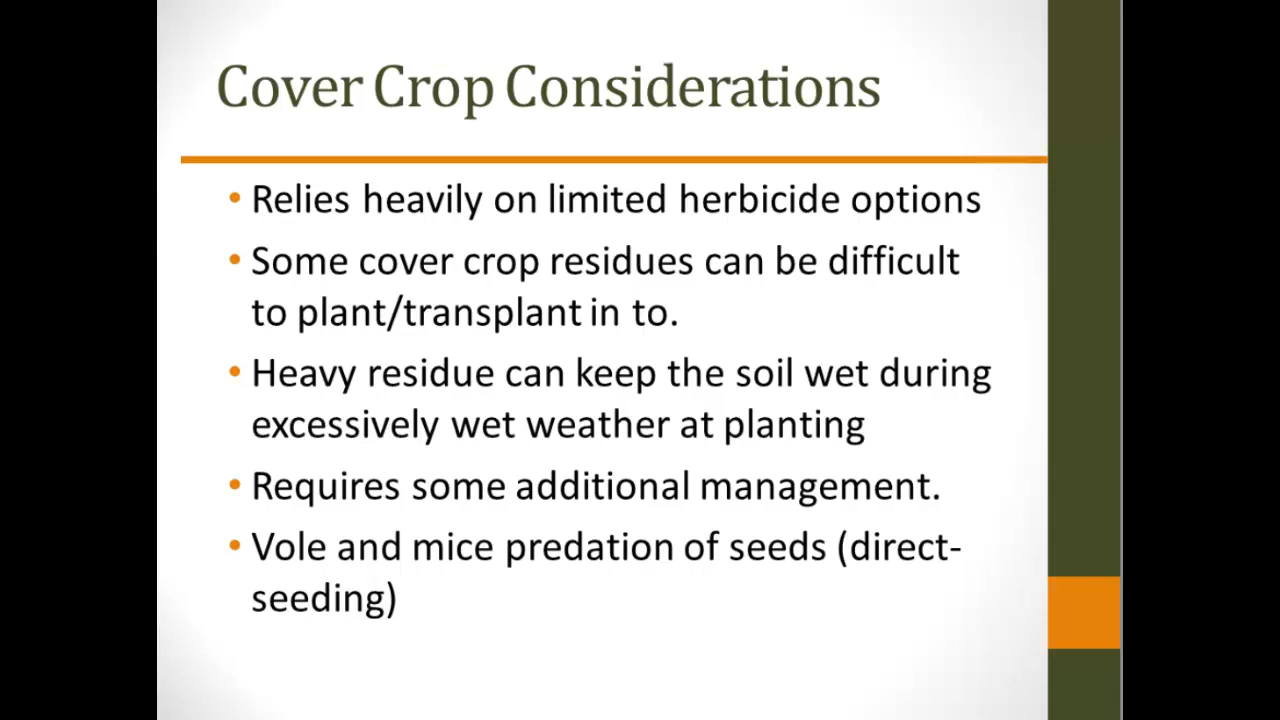 Cover Crop Considerations
• Relies heavily on limited herbicide options
• Some cover crop residues can be difficult
to plant/transplant in to.
• Heavy residue can keep the soil wet during
excessively wet weather at planting
• Requires some additional management.
• Vole and mice predation of seeds (direct-
seeding)